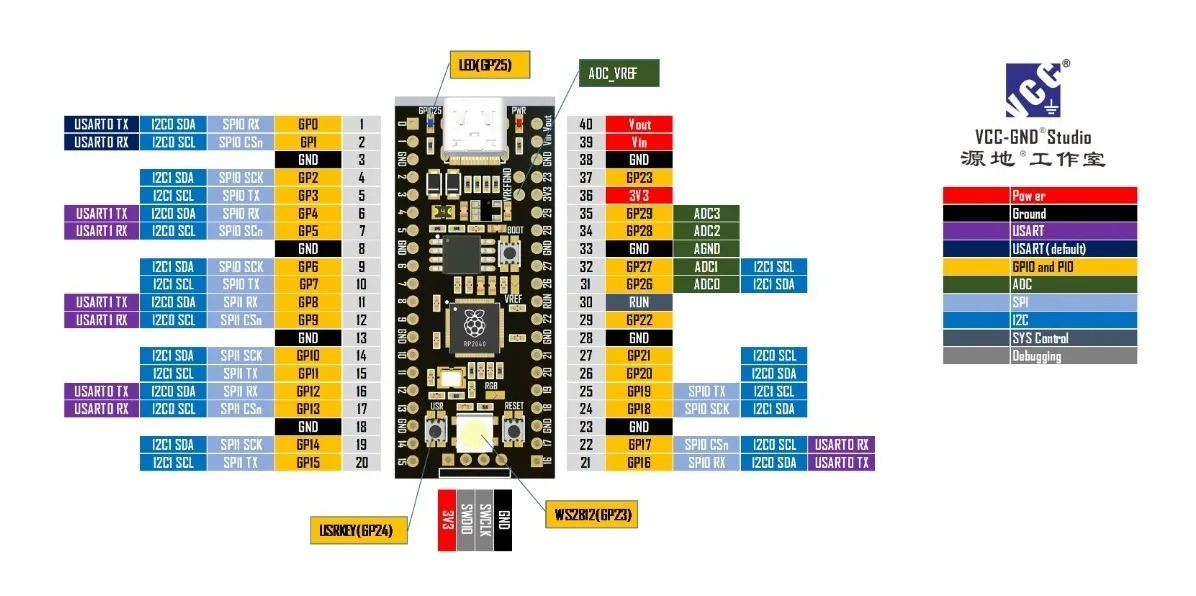 LED(GP25)
ADC_VREF
USART0 TX I2C0 SDA SPI0 RX GP0 1
USART0 RX I2C0 SCL SPI0 CSn GP1 2
GND 3
I2C1 SDA SPI0 SCK GP2 4
I2C1 SCL SPI0 TX GP3 5
USART1 TX I2C0 SDA SPI0 RX GP4 6
USART1 RX I2C0 SCL SPI0 SCn GP5 7
GND 8
I2C1 SDA SPI0 SCK GP6 9
I2C1 SCL SPI0 TX GP7 10
USART1 TX I2C0 SDA SPI1 RX GP8 11
USART1 RX I2C0 SCL SPI1 CSn GP9 12
GND 13
I2C1 SDA SPI1 SCK GP10 14
I2C1 SCL SPI1 TX GP11 15
USART0 TX I2C0 SDA SPI1 RX GP12 16
USART0 RX I2C0 SCL SPI1 CSn GP13 17
GND 18
I2C1 SDA SPI1 SCK GP14 19
I2C1 SCL SPI1 TX GP15 20
GPIO25
PWR
0
1
GND
2
3
4
5
GND
6
7
8
9
GND
10
11
12
13
GND
14
15
Vout
Vin
GND
23
3V3
29
28
GND
27
26
RUN
22
GND
21
20
19
18
GND
17
16
VREFGND
BOOT
VREF
RP2040
RGB
USR
RESET
40 Vout
39 Vin
38 GND
37 GP23
36 3V3
35 GP29 ADC3
34 GP28 ADC2
33 GND AGND
32 GP27 ADC1 I2C1 SCL
31 GP26 ADC0 I2C1 SDA
30 RUN
29 GP22
28 GND
27 GP21 I2C0 SCL
26 GP20 I2C0 SDA
25 GP19 SPI0 TX I2C1 SCL
24 GP18 SPI0 SCK I2C1 SDA
23 GND
22 GP17 SPI0 CSn I2C0 SCL USART0 RX
21 GP16 SPI0 RX I2C0 SDA USART0 TX
3V3
SWDIO
SWCLK
GND
USRKEY(GP24)
WS2812(GP23)
VCC®
VCC-GND®Studio
源地®工作室
Power
Ground
USART
USART(default)
GPIO and PIO
ADC
SPI
I2C
SYS Control
Debugging